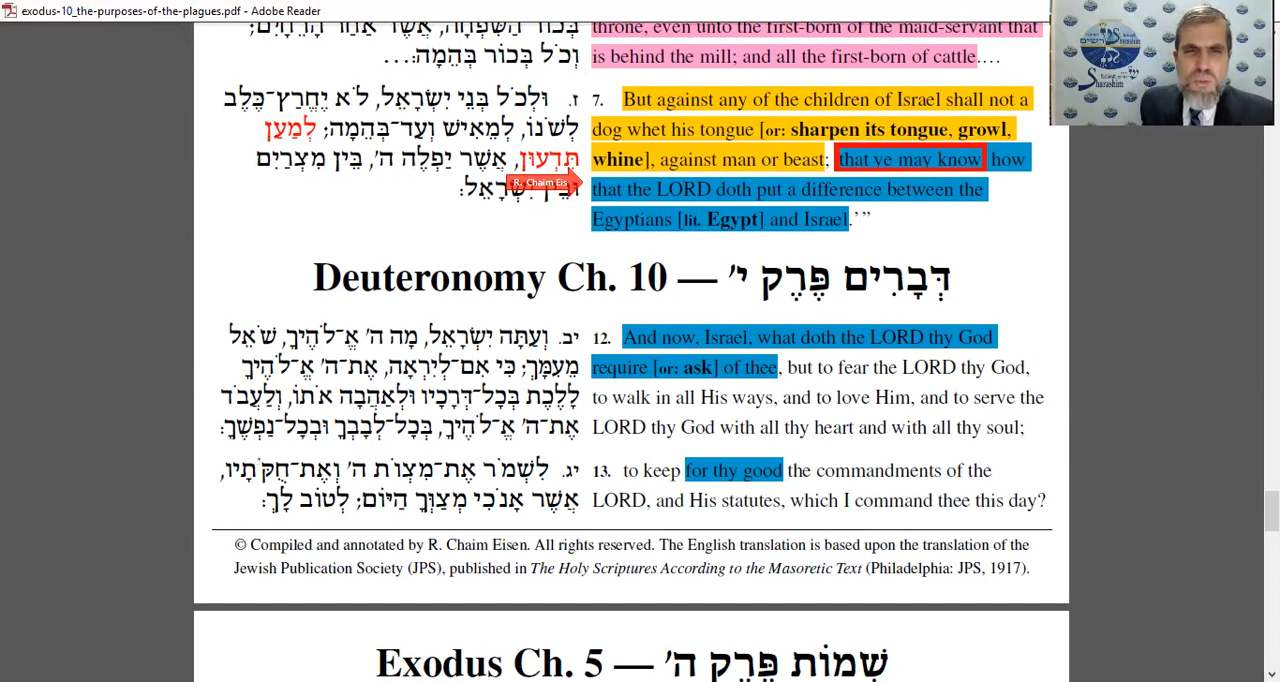 exodus-10_the-purposes-of-the-plagues.pdf - Adobe Reader
בְּכוֹר הַשִּׁפְחָה, אֲשֶׁר אַחַר הָרֵחָיִם;
וְכֹל בְּכוֹר בְּהֵמָה:…
throne, even unto the first-born of the maid-servant that
is behind the mill; and all the first-born of cattle.…
ז. וּלְכֹל בְּנֵי יִשְׂרָאֵל, לֹא יֶחֱרַץ־כֶּלֶב
לְשֹׁנוֹ, לְמֵאִישׁ וְעַד־בְּהֵמָה; לְמַעַן
תֵּדְעוּן, אֲשֶׁר יַפְלֶה ה', בֵּין מִצְרַיִם
וּבֵין יִשְׂרָאֵל:
R. Chaim Eis
7. But against any of the children of Israel shall not a
dog whet his tongue [or: sharpen its tongue, growl,
whine], against man or beast; that ye may know how
that the LORD doth put a difference between the
Egyptians [lit. Egypt] and Israel.’ ”
Deuteronomy Ch. 10 — דְּבָרִים פֶּרֶק י'
יב. וְעַתָּה יִשְׂרָאֵל, מָה ה' אֱ־לֹהֶיךָ, שֹׁאֵל
מֵעִמָּךְ; כִּי אִם־לְיִרְאָה, אֶת־ה' אֱ־לֹהֶיךָ
לָלֶכֶת בְּכָל־דְּרָכָיו וּלְאַהֲבָה אֹתוֹ, וְלַעֲבֹד
אֶת־ה' אֱ־לֹהֶיךָ, בְּכָל־לְבָבְךָ וּבְכָל־נַפְשֶׁךָ:
12. And now, Israel, what doth the LORD thy God
require [or: ask] of thee, but to fear the LORD thy God,
to walk in all His ways, and to love Him, and to serve the
LORD thy God with all thy heart and with all thy soul;
יג. לִשְׁמֹר אֶת־מִצְוֹת ה' וְאֶת־חֻקֹּתָיו,
אֲשֶׁר אָנֹכִי מְצַוְּךָ הַיּוֹם; לְטוֹב לָךְ:
13. to keep for thy good the commandments of the
LORD, and His statutes, which I command thee this day?
© Compiled and annotated by R. Chaim Eisen. All rights reserved. The English translation is based upon the translation of the
Jewish Publication Society (JPS), published in The Holy Scriptures According to the Masoretic Text (Philadelphia: JPS, 1917).
Exodus Ch. 5 — שְׁמוֹת פֶּרֶק ה'